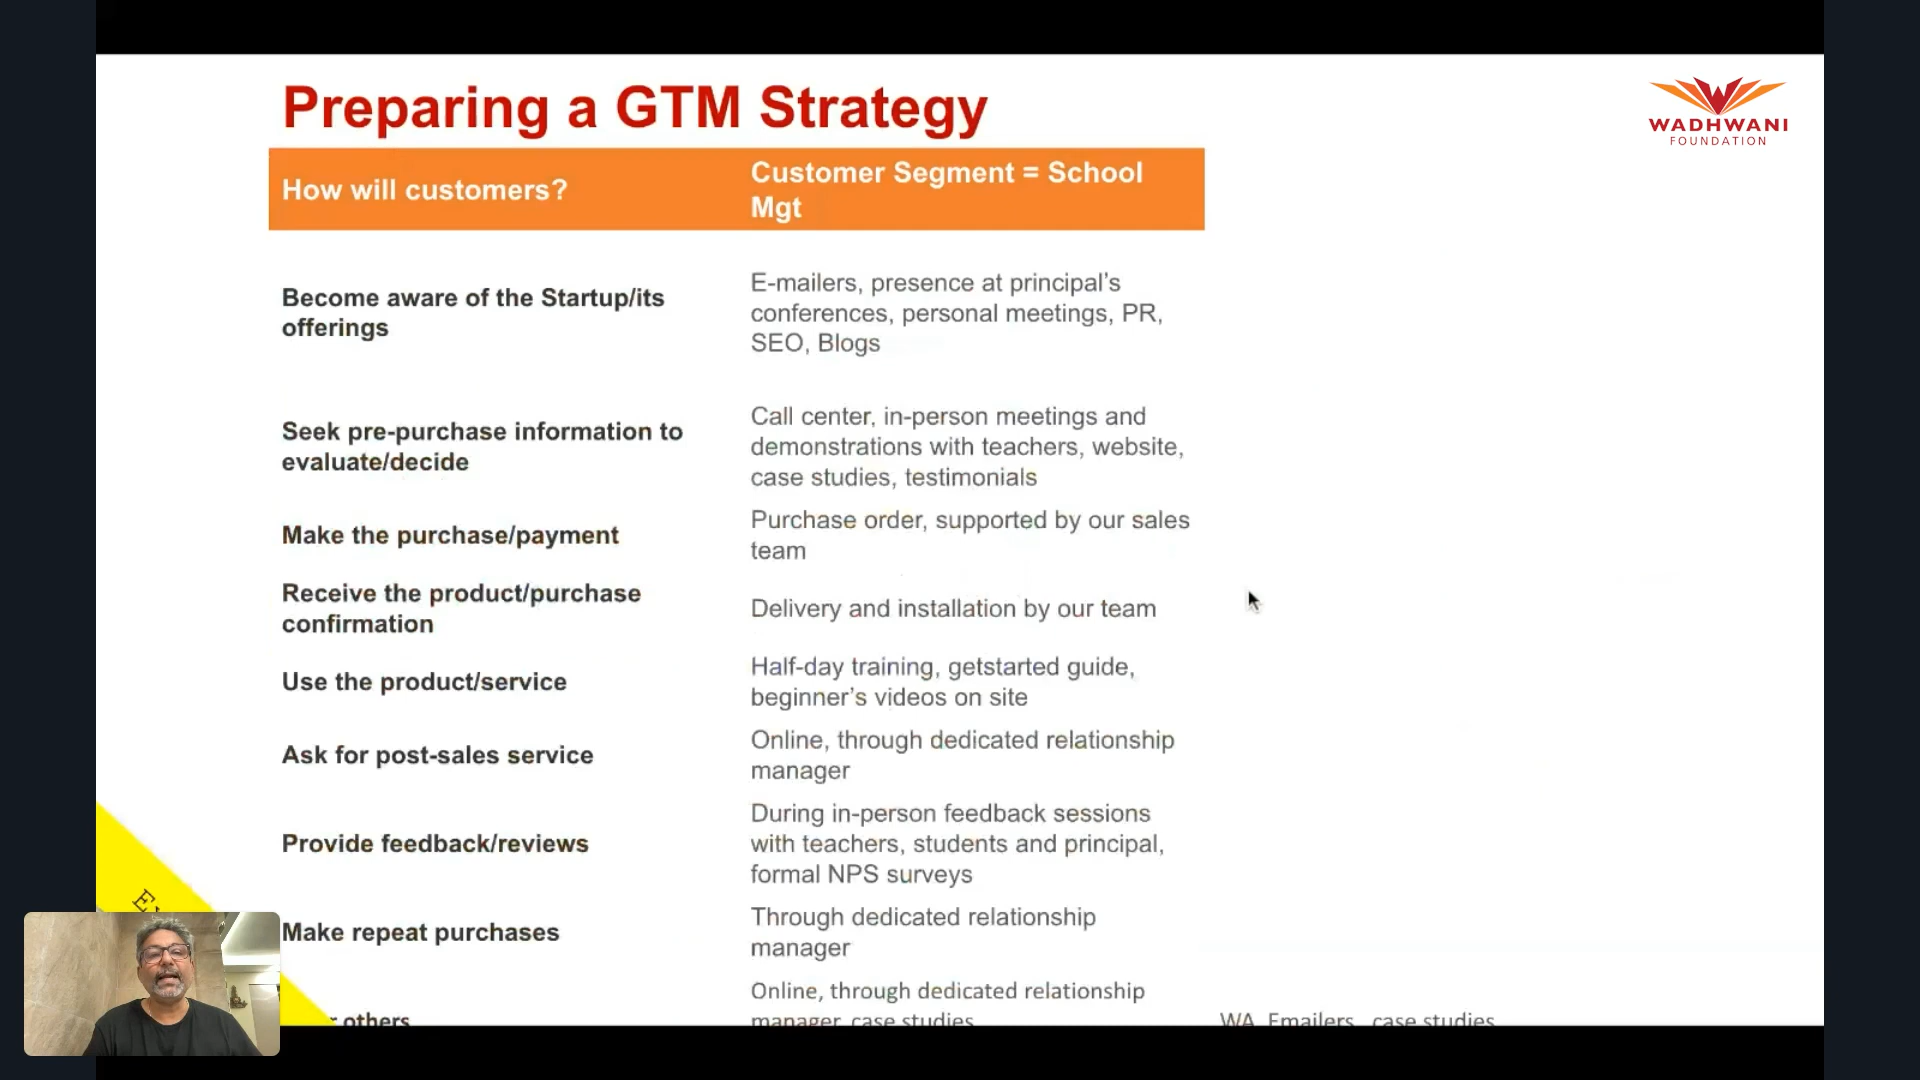 Preparing a GTM Strategy
WADHWANI
FOUNDATION
How will customers?
Customer Segment = School
Mgt
Become aware of the Startup/its
offerings
E-mailers, presence at principal's
conferences, personal meetings, PR,
SEO, Blogs
Seek pre-purchase information to
evaluate/decide
Call center, in-person meetings and
demonstrations with teachers, website,
case studies, testimonials
Make the purchase/payment
Purchase order, supported by our sales
team
Receive the product/purchase
confirmation
Delivery and installation by our team
Use the product/service
Half-day training, getstarted guide,
beginner's videos on site
Ask for post-sales service
Online, through dedicated relationship
manager
Provide feedback/reviews
During in-person feedback sessions
with teachers, students and principal,
formal NPS surveys
Make repeat purchases
Through dedicated relationship
manager
others
Online, through dedicated relationship
manager, case studies
WA, Emailers, case studies